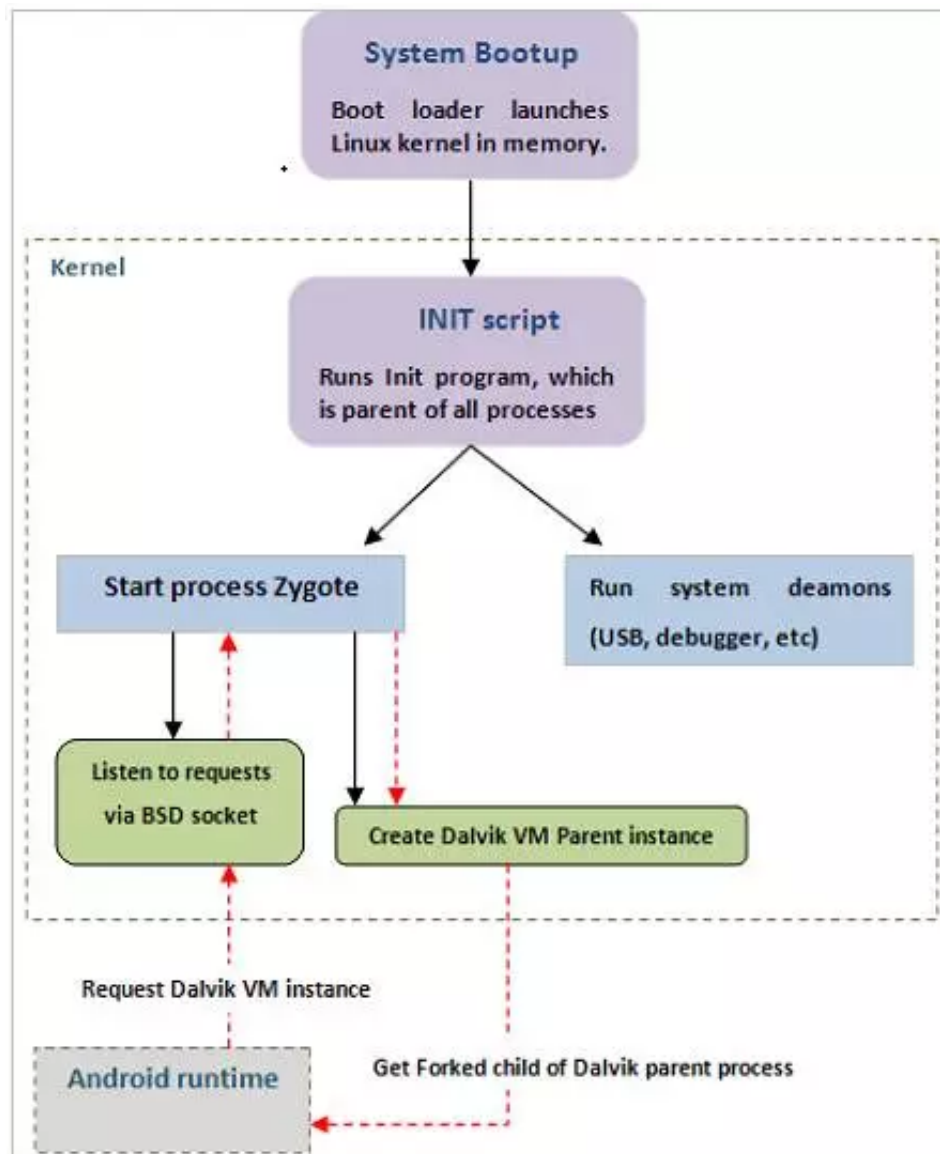 System Bootup
Boot loader launches
Linux kernel in memory.
Kernel
INIT script
Runs Init program, which
is parent of all processes
Start process Zygote
Run system deamons
(USB, debugger, etc)
Listen to requests
via BSD socket
Create Dalvik VM Parent instance
Request Dalvik VM instance
Get Forked child of Dalvik parent process
Android runtime